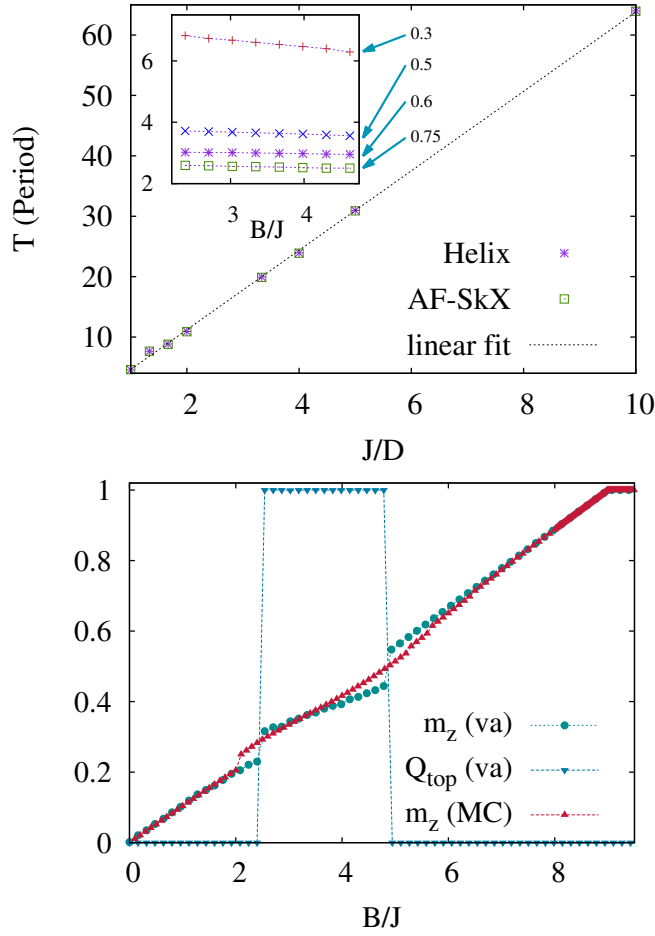 60
50
40
30
20
10
T (Period)
6
4
2
3 4
B/J
0.3
0.5
0.6
0.75
Helix
AF-SkX
linear fit
2 4 6 8 10
J/D
1
0.8
0.6
0.4
0.2
0
m_z (va)
Q_top (va)
m_z (MC)
0 2 4 6 8
B/J